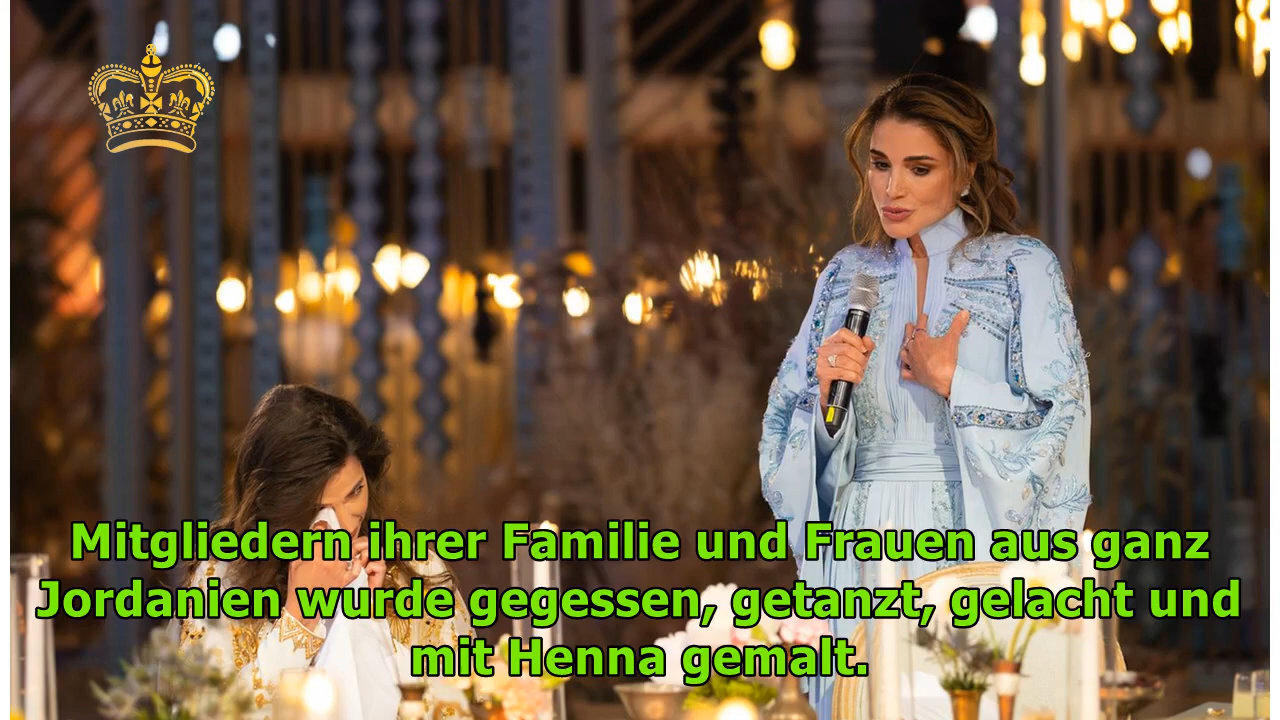 Mitgliedern ihrer Familie und Frauen aus ganz
Jordanien wurde gegessen, getanzt, gelacht und
mit Henna gemalt.